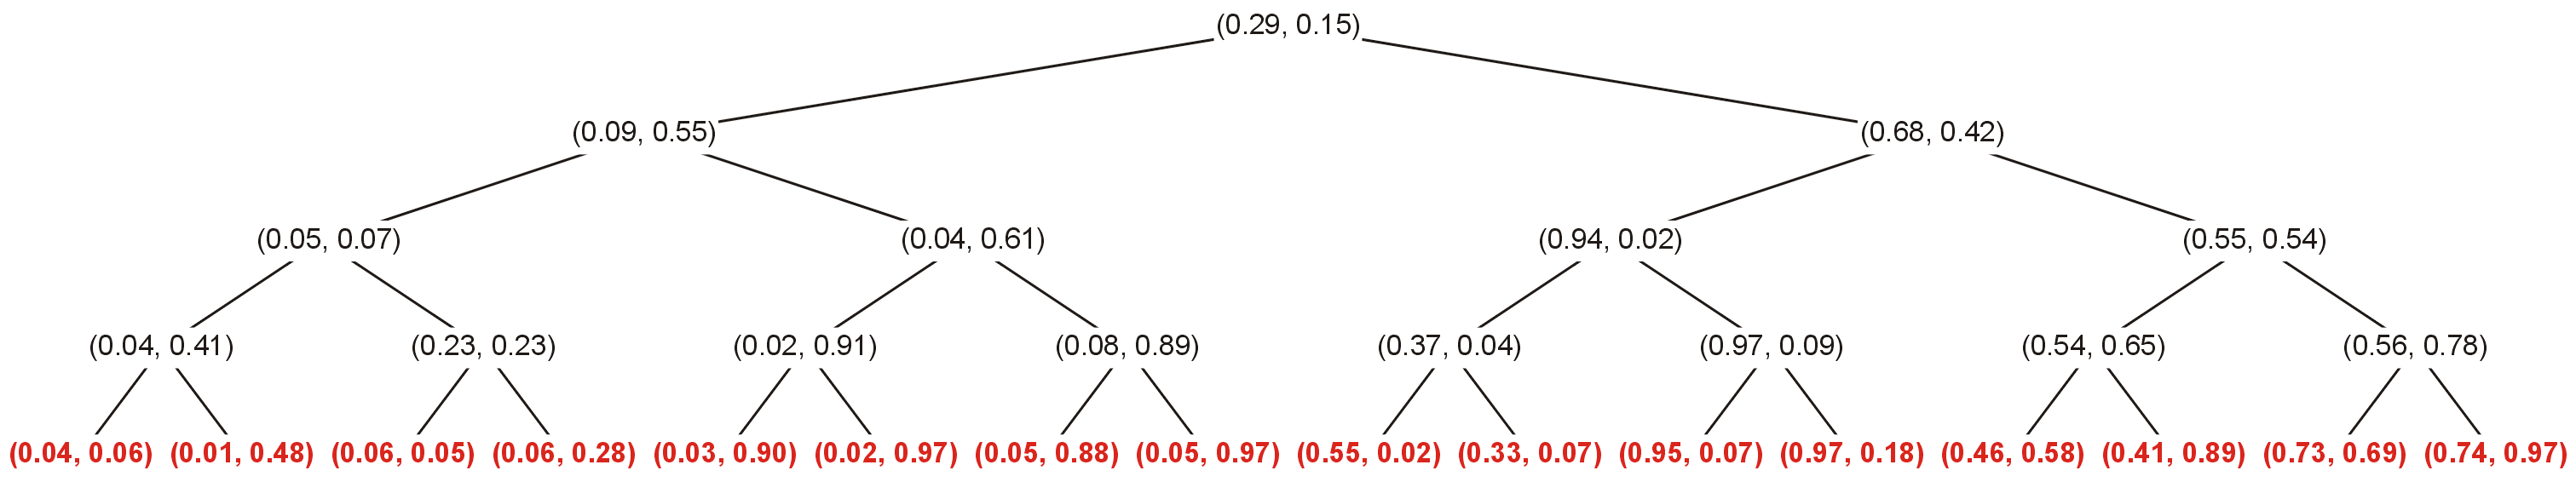 (0.29, 0.15)
(0.09, 0.55) (0.68, 0.42)
(0.05, 0.07) (0.04, 0.61) (0.94, 0.02) (0.55, 0.54)
(0.04, 0.41) (0.23, 0.23) (0.02, 0.91) (0.08, 0.89) (0.37, 0.04) (0.97, 0.09) (0.54, 0.65) (0.56, 0.78)
(0.04, 0.06) (0.01, 0.48) (0.06, 0.05) (0.06, 0.28) (0.03, 0.90) (0.02, 0.97) (0.05, 0.88) (0.05, 0.97) (0.55, 0.02) (0.33, 0.07) (0.95, 0.07) (0.97, 0.18) (0.46, 0.58) (0.41, 0.89) (0.73, 0.69) (0.74, 0.97)